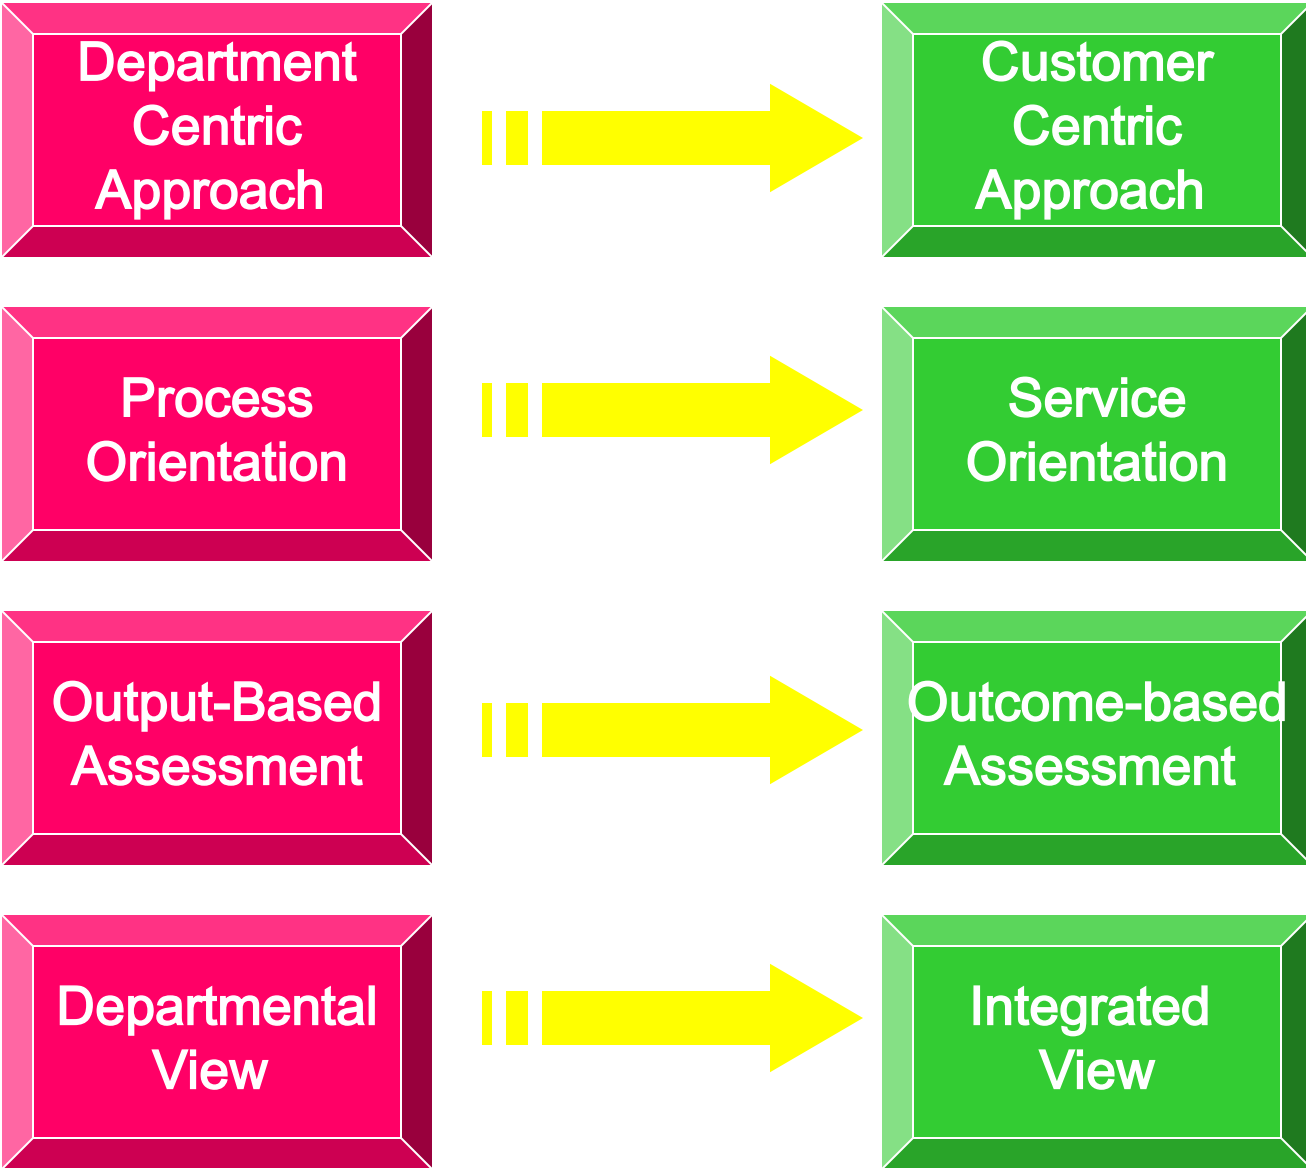 Department
Centric
Approach
Customer
Centric
Approach
Process
Orientation
Service
Orientation
Output-Based
Assessment
Outcome-based
Assessment
Departmental
View
Integrated
View